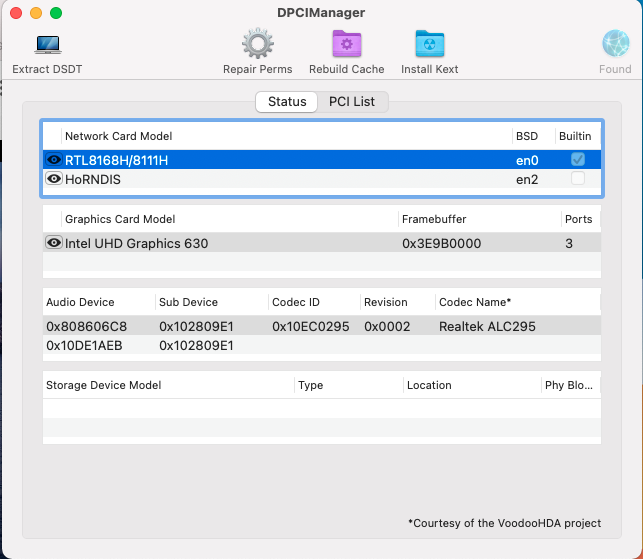 DPCIManager
Extract DSDT Repair Perms Rebuild Cache Install Kext Found
Status PCI List
Network Card Model BSD Builtin
RTL8168H/8111H en0
HoRNDIS en2
Graphics Card Model Framebuffer Ports
Intel UHD Graphics 630 0x3E9B0000 3
Audio Device Sub Device Codec ID Revision Codec Name*
0x808606C8 0x102809E1 0x10EC0295 0x0002 Realtek ALC295
0x10DE1AEB 0x102809E1
Storage Device Model Type Location Phy Blo...
*Courtesy of the VoodooHDA project